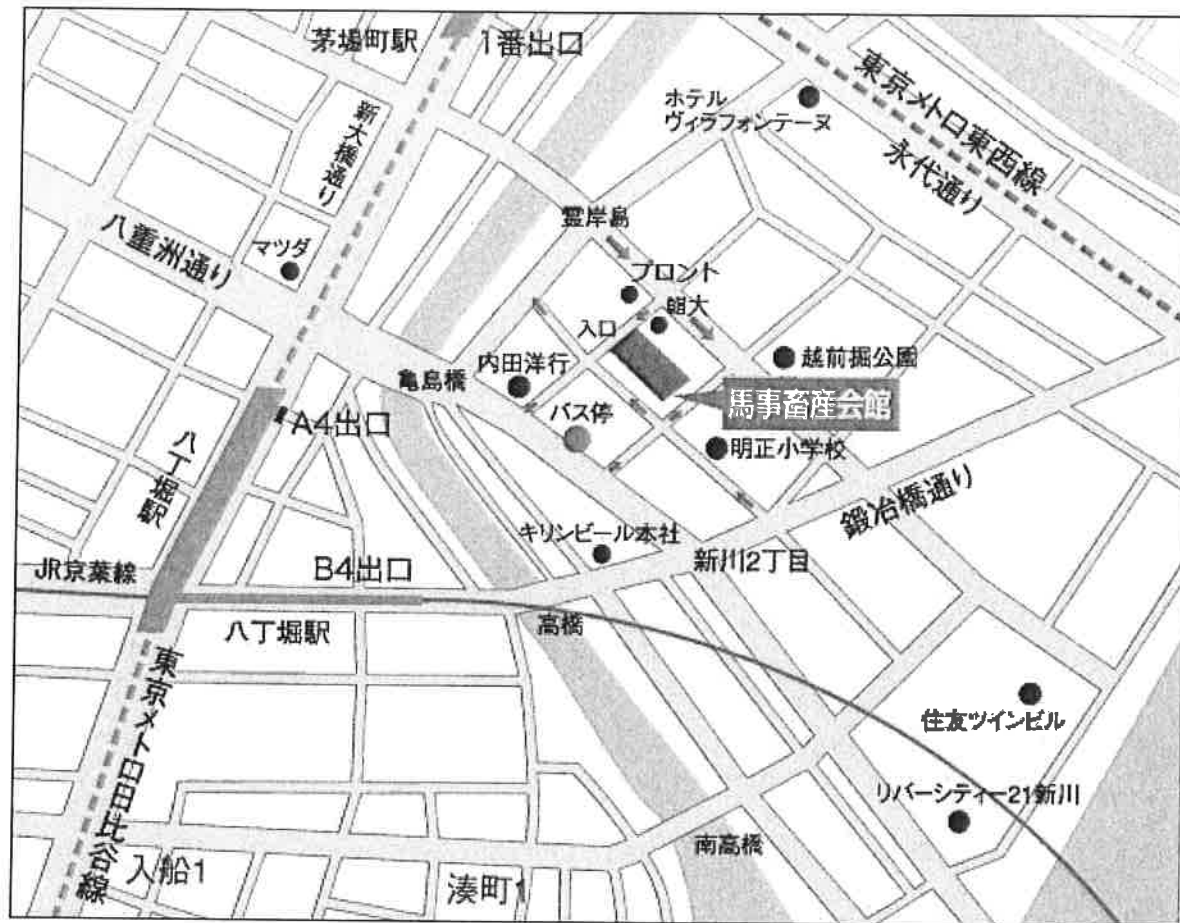 茅場町駅
1番出口
新大橋通り
ホテル
ヴィラフォンテーヌ
東京メトロ東西線
永代通り
八重洲通り
マツダ
霊岸島
プロント
入口
越前掘公園
亀島橋
内田洋行
バス停
馬事畜産会館
A4出口
八丁堀駅
明正小学校
鍛冶橋通り
キリンビール本社
新川2丁目
JR京葉線
B4出口
八丁堀駅
高橋
東京メトロ日比谷線
住友ツインビル
リバーシティー21新川
南高橋
入船1
湊町1